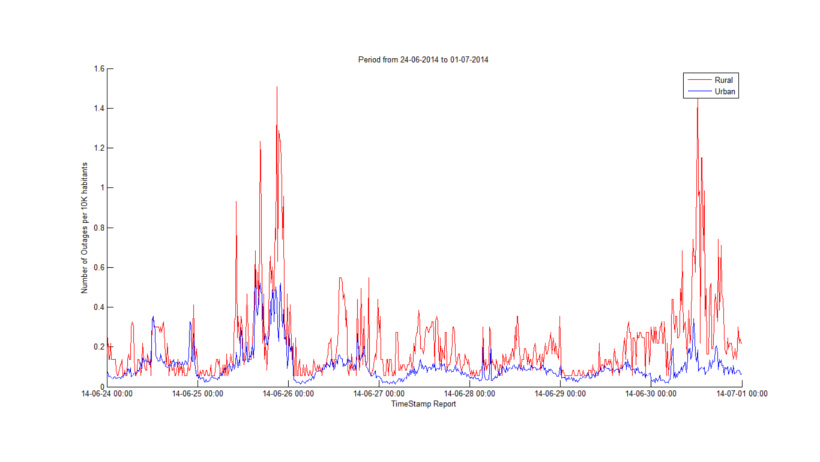 Period from 24-06-2014 to 01-07-2014
Rural
Urban
Number of Outages per 10K habitants
1.6
1.4
1.2
1
0.8
0.6
0.4
0.2
0
14-06-24 00:00 14-06-25 00:00 14-06-26 00:00 14-06-27 00:00 14-06-28 00:00 14-06-29 00:00 14-06-30 00:00 14-07-01 00:00
TimeStamp Report